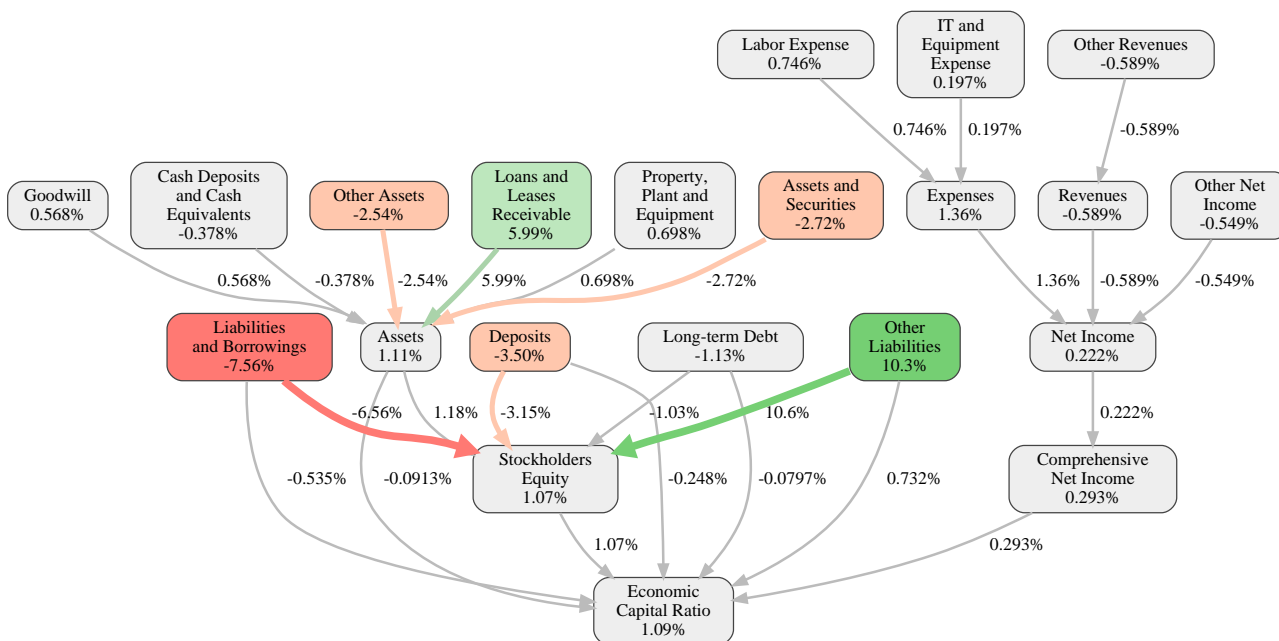 Labor Expense
0.746%
IT and
Equipment
Expense
0.197%
Other Revenues
-0.589%
0.746%
0.197%
-0.589%
Goodwill
0.568%
Cash Deposits
and Cash
Equivalents
-0.378%
Other Assets
-2.54%
Loans and
Leases
Receivable
5.99%
Property,
Plant and
Equipment
0.698%
Assets and
Securities
-2.72%
Expenses
1.36%
Revenues
-0.589%
Other Net
Income
-0.549%
0.568%
-0.378%
-2.54%
5.99%
0.698%
-2.72%
1.36%
-0.589%
-0.549%
Liabilities
and Borrowings
-7.56%
Assets
1.11%
Deposits
-3.50%
Long-term Debt
-1.13%
Other
Liabilities
10.3%
Net Income
0.222%
-6.56%
1.18%
-3.15%
-1.03%
10.6%
0.222%
-0.535%
-0.0913%
Stockholders
Equity
1.07%
-0.248%
-0.0797%
0.732%
Comprehensive
Net Income
0.293%
1.07%
0.293%
Economic
Capital Ratio
1.09%